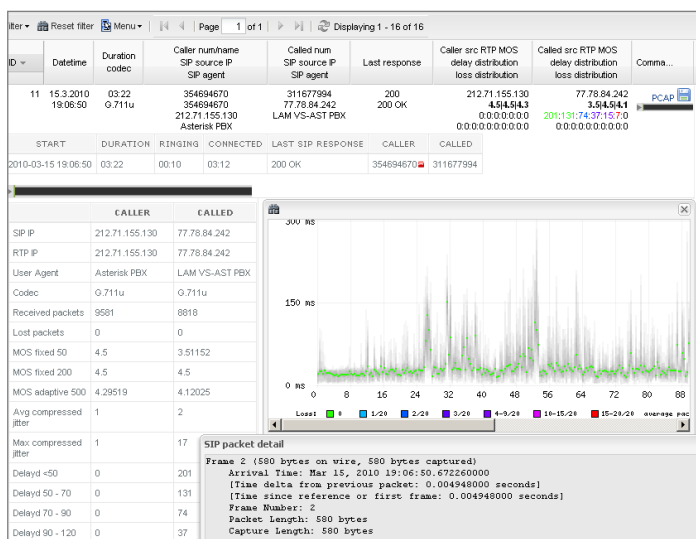 ilter Reset filter Menu Page 1 of 1 Displaying 1 - 16 of 16
ID Datetime Duration codec Caller num/name SIP source IP SIP agent Called num SIP source IP SIP agent Last response Caller src RTP MOS delay distribution loss distribution Called src RTP MOS delay distribution loss distribution Comma...
11 15.3.2010 03:22 354694670 311677994 200 212.71.155.130 77.78.84.242 PCAP
19:06:50 G.711u 354694670 77.78.84.242 200 OK 4.5|4.5|4.3 3.5|4.5|4.1
212.71.155.130 LAM VS-AST PBX 0:0:0:0:0:0:0 201:131:74:37:15:7:0
Asterisk PBX 0:0:0:0:0:0:0:0:0 0:0:0:0:0:0:0:0:0
START DURATION RINGING CONNECTED LAST SIP RESPONSE CALLER CALLED
2010-03-15 19:06:50 03:22 00:10 03:12 200 OK 354694670 311677994
CALLER CALLED
SIP IP 212.71.155.130 77.78.84.242
RTP IP 212.71.155.130 77.78.84.242
User Agent Asterisk PBX LAM VS-AST PBX
Codec G.711u G.711u
Received packets 9581 8818
Lost packets 0 0
MOS fixed 50 4.5 3.51152
MOS fixed 200 4.5 4.5
MOS adaptive 500 4.29519 4.12025
Avg compressed jitter 1 2
Max compressed jitter 1 17
Delayd <50 0 201
Delayd 50 - 70 0 131
Delayd 70 - 90 0 74
Delayd 90 - 120 0 37
300 ms
150 ms
0 ms
0 8 16 24 32 40 48 56 64 72 80 88
Loss: 0 1/20 2/20 3/20 4-9/20 10-15/20 15-20/20 average pac
SIP packet detail
Frame 2 (580 bytes on wire, 580 bytes captured)
Arrival Time: Mar 15, 2010 19:06:50.672260000
[Time delta from previous packet: 0.004948000 seconds]
[Time since reference or first frame: 0.004948000 seconds]
Frame Number: 2
Packet Length: 580 bytes
Capture Length: 580 bytes